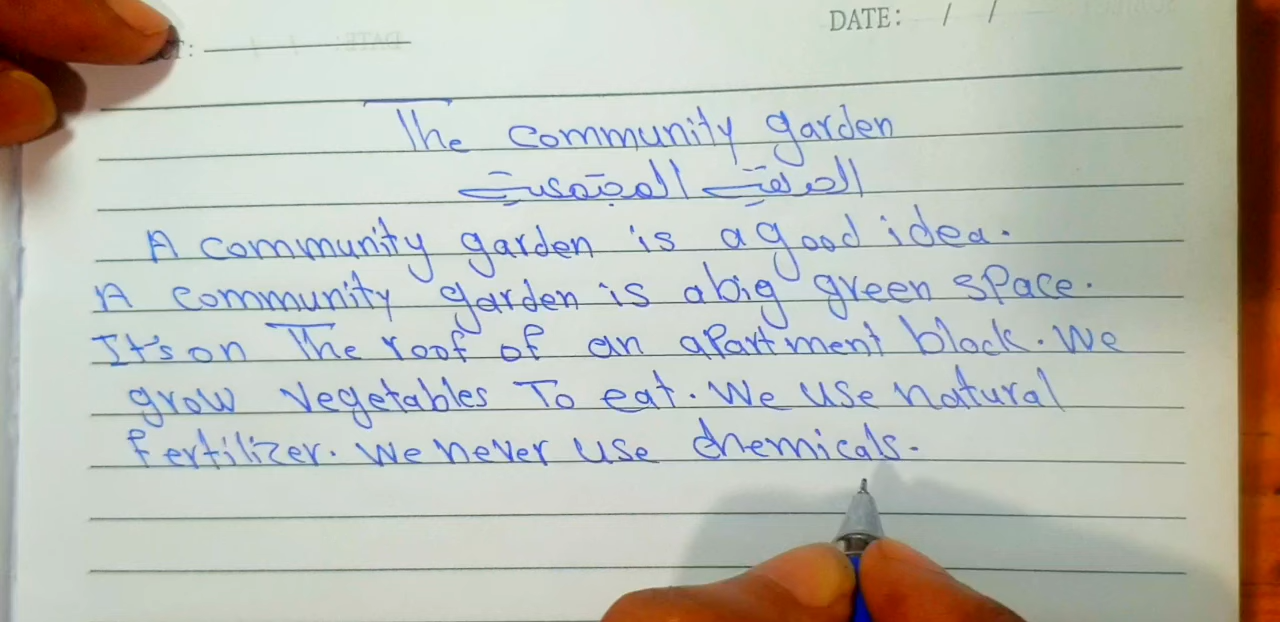 DATE: / /
The community garden
الحديقة المجتمعية
A community garden is a good idea.
A community garden is a big green space.
It's on The roof of an apartment block. We
grow vegetables To eat. We use natural
fertilizer. We never use chemicals.